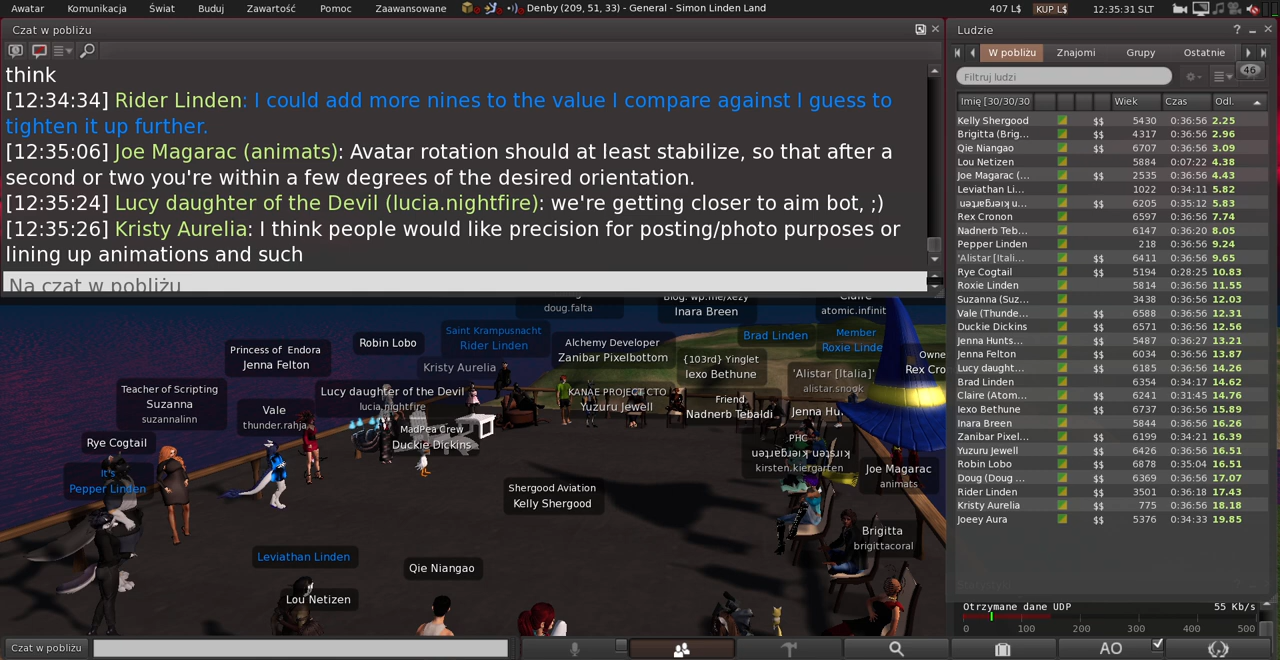 Awatar Komunikacja Świat Buduj Zawartość Pomoc Zaawansowane Denby (209, 51, 33) - General - Simon Linden Land 407 L$ KUP L$ 12:35:31 SLT
Czat w pobliżu
think
[12:34:34] Rider Linden: I could add more nines to the value I compare against I guess to
tighten it up further.
[12:35:06] Joe Magarac (animats): Avatar rotation should at least stabilize, so that after a
second or two you're within a few degrees of the desired orientation.
[12:35:24] Lucy daughter of the Devil (lucia.nightfire): we're getting closer to aim bot, ;)
[12:35:26] Kristy Aurelia: I think people would like precision for posting/photo purposes or
lining up animations and such
Na czat w pobliżu
doug.falta
Blog: wp.me/xezy
Inara Breen
Claire
atomic.infinit
Saint Krampusnacht
Rider Linden
Brad Linden
Member
Roxie Linde
Robin Lobo
Alchemy Developer
Zanibar Pixelbottom
Princess of Endora
Jenna Felton
{103rd} Yinglet
Iexo Bethune
Owne
Rex Cro
Kristy Aurelia
'Alistar [Italia]'
alistar.snook
Teacher of Scripting
Suzanna
suzannalinn
Lucy daughter of the Devil
lucia.nightfire
KANAE PROJECT CTO
Yuzuru Jewell
Friend
Nadnerb Tebaldi
Jenna Hu
Vale
thunder.rahja
MadPea Crew
Duckie Dickins
Rye Cogtail
PHC
kirsten.kiergarten
Joe Magarac
animats
It's
Pepper Linden
Shergood Aviation
Kelly Shergood
Brigitta
brigittacoral
Leviathan Linden
Qie Niangao
Lou Netizen
Czat w pobliżu
AO
Ludzie
W pobliżu Znajomi Grupy Ostatnie
46
Filtruj ludzi
Imię [30/30/30 Wiek Czas Odl.
Kelly Shergood $$ 5430 0:36:56 2.25
Brigitta (Brig... $$ 4317 0:36:56 2.96
Qie Niangao $$ 6707 0:36:56 3.09
Lou Netizen 5884 0:07:22 4.38
Joe Magarac (... $$ 2535 0:36:56 4.43
Leviathan Li... 1022 0:34:11 5.82
$$ 6205 0:35:12 5.83
Rex Cronon 6597 0:36:56 7.74
Nadnerb Teb... 6147 0:36:20 8.05
Pepper Linden 218 0:36:56 9.24
'Alistar [Itali... $$ 6411 0:36:56 9.65
Rye Cogtail $$ 5194 0:28:25 10.83
Roxie Linden 5814 0:36:56 11.55
Suzanna (Suz... 3438 0:36:56 12.03
Vale (Thunde... $$ 6588 0:36:56 12.31
Duckie Dickins $$ 6571 0:36:56 12.56
Jenna Hunts... $$ 5487 0:36:27 13.21
Jenna Felton $$ 6034 0:36:56 13.87
Lucy daught... $$ 6185 0:36:56 14.26
Brad Linden 6354 0:34:17 14.62
Claire (Atom... $$ 6241 0:31:45 14.76
Iexo Bethune $$ 6737 0:36:56 15.89
Inara Breen 5844 0:36:56 16.26
Zanibar Pixel... $$ 6199 0:34:21 16.39
Yuzuru Jewell $$ 6426 0:36:56 16.51
Robin Lobo $$ 6878 0:35:04 16.51
Doug (Doug ... $$ 6369 0:36:56 17.07
Rider Linden $$ 3501 0:36:18 17.43
Kristy Aurelia $$ 775 0:36:56 18.18
Joeey Aura $$ 5376 0:34:33 19.85
Otrzymane dane UDP 55 Kb/s
0 100 200 300 400 500